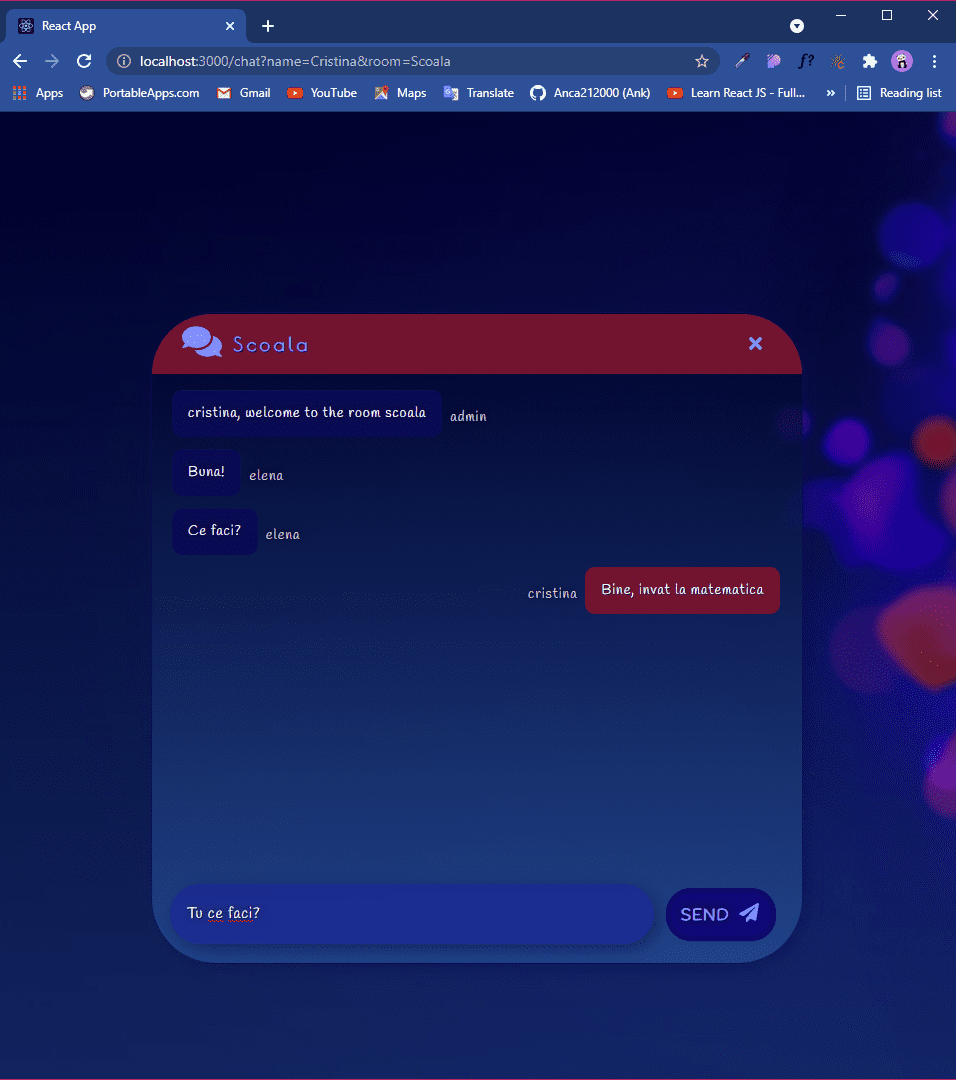 React App
localhost:3000/chat?name=Cristina&room=Scoala
f?
Apps PortableApps.com Gmail YouTube Maps Translate Anca212000 (Ank) Learn React JS - Full... » Reading list
Scoala
cristina, welcome to the room scoala admin
Buna! elena
Ce faci? elena
cristina Bine, invat la matematica
Tu ce faci? SEND